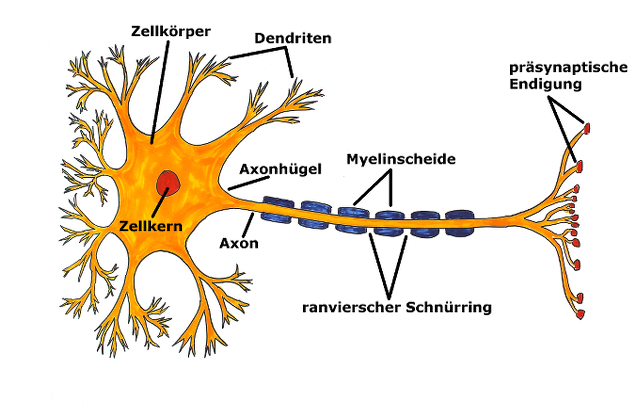 Zellkörper
Dendriten
präsynaptische
Endigung
Axonhügel
Myelinscheide
Zellkern
Axon
ranvierscher Schnürring